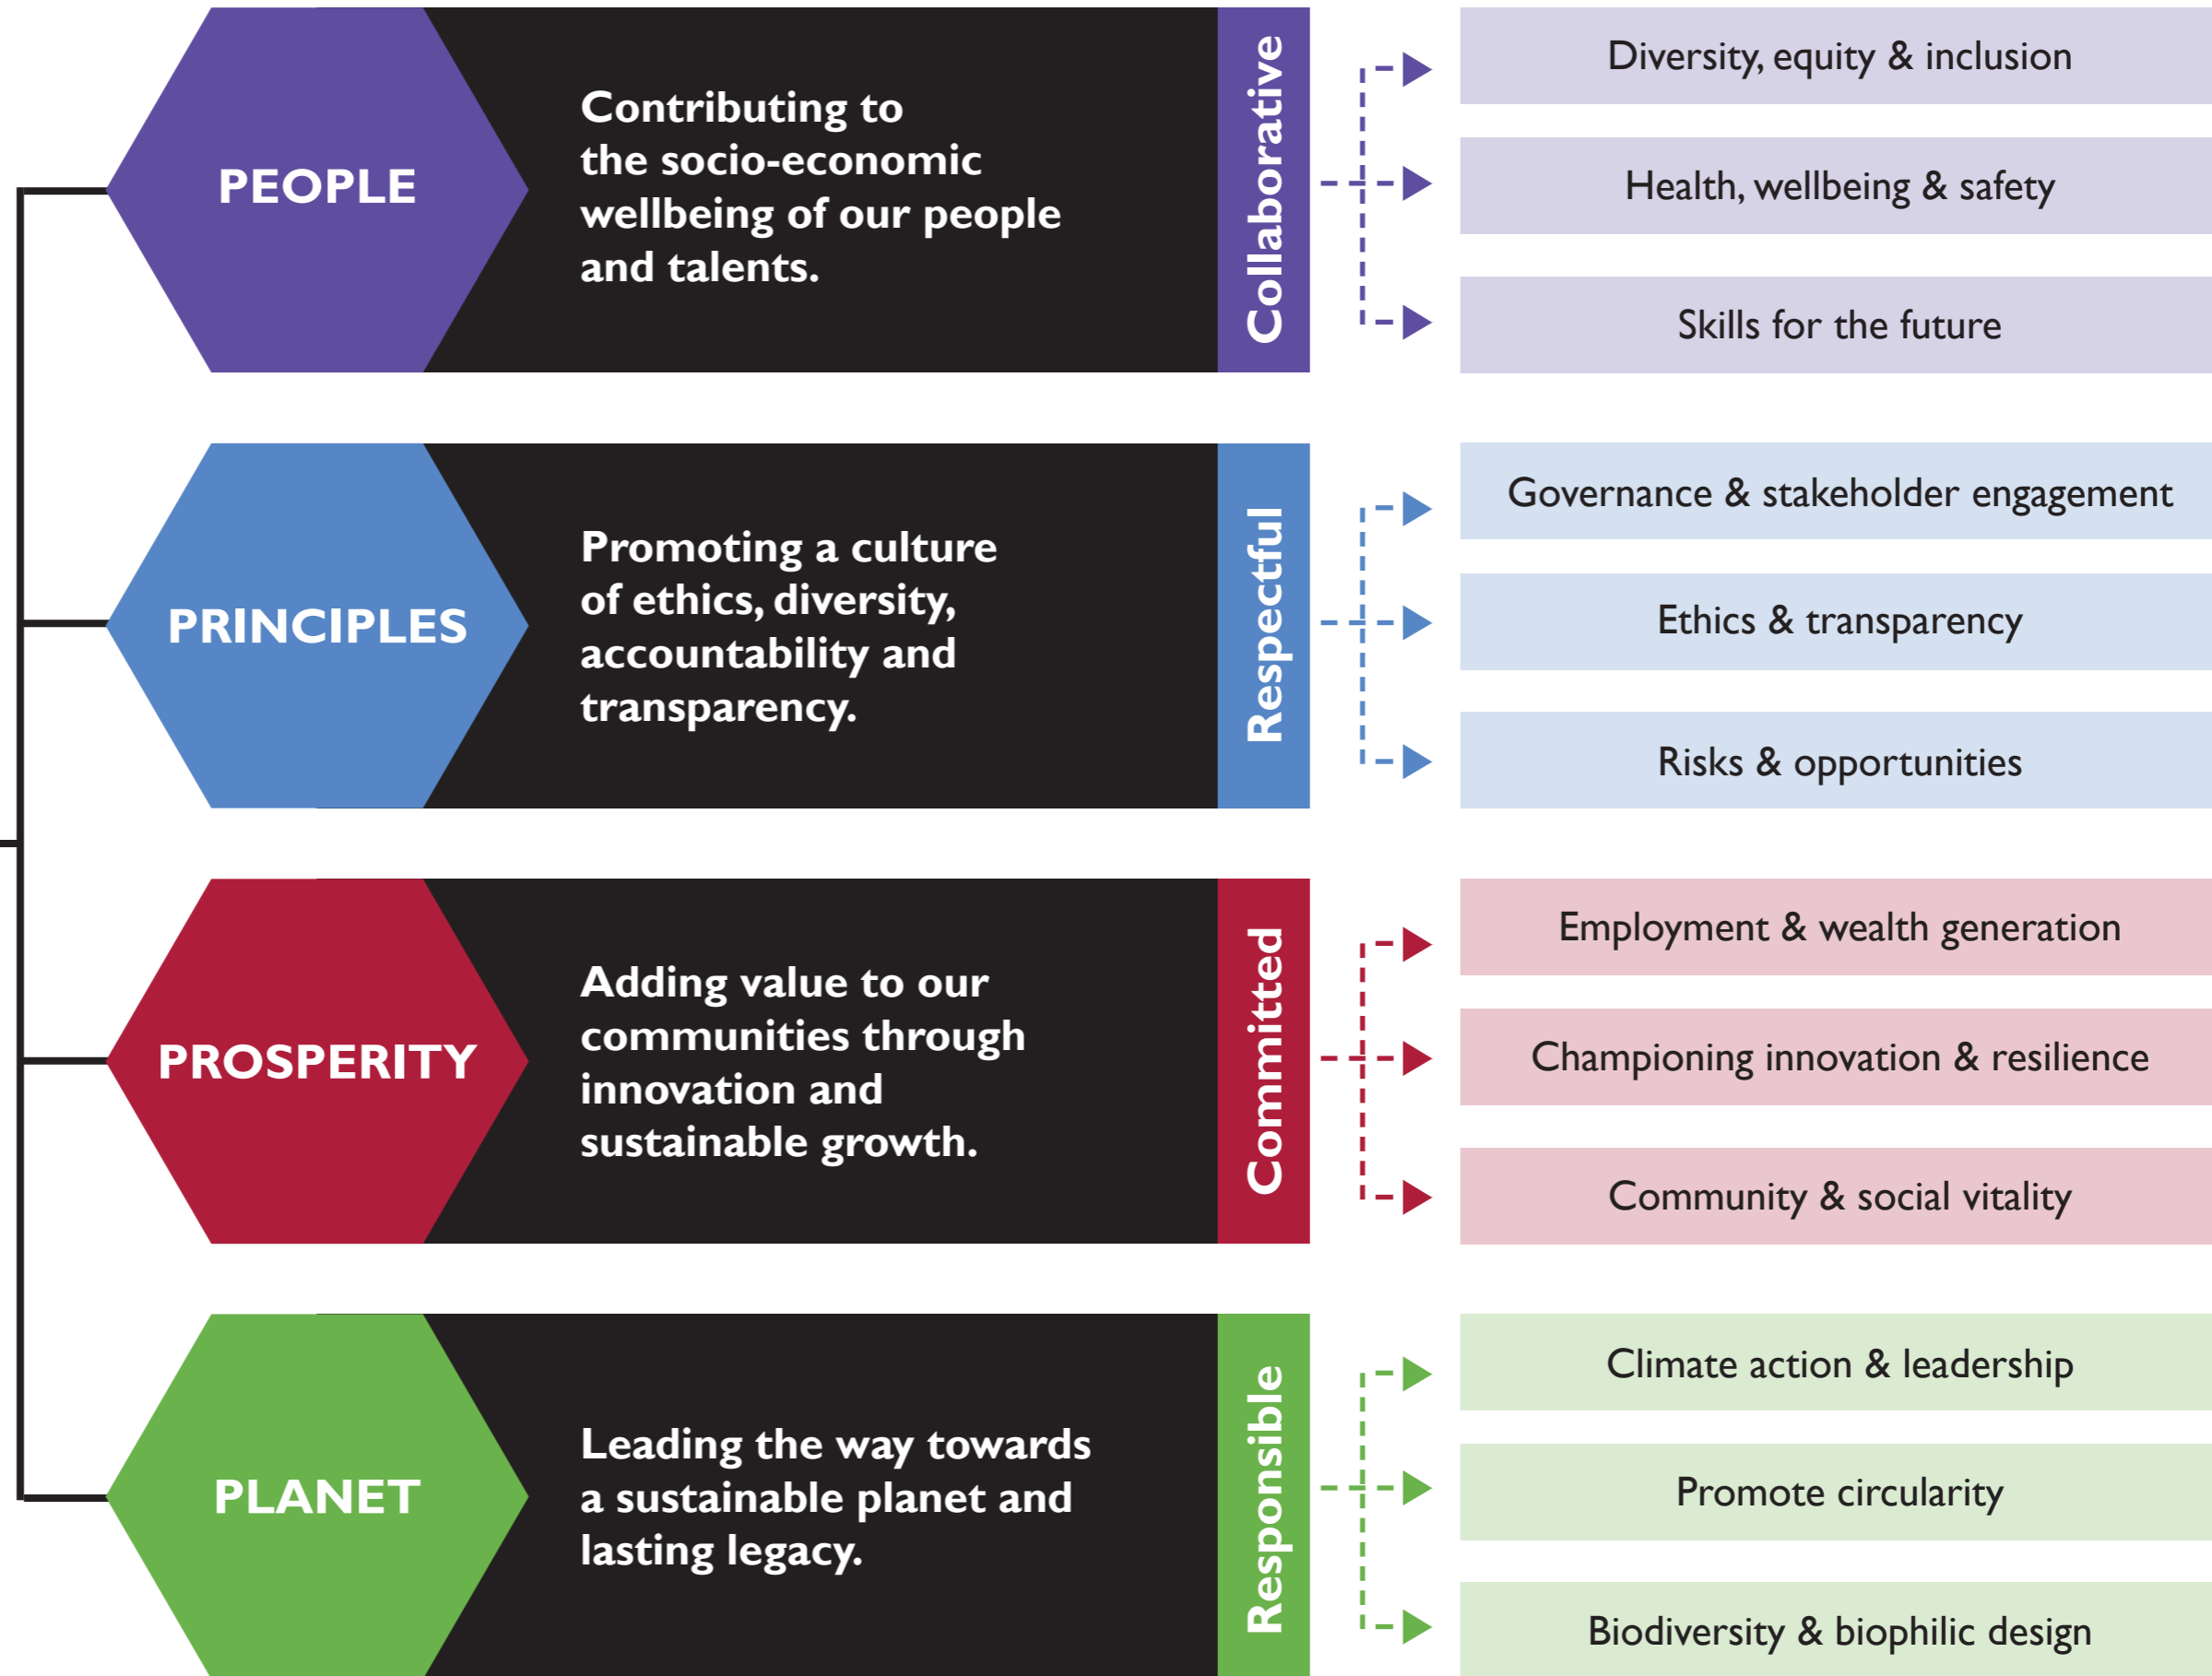 PEOPLE
Contributing to
the socio-economic
wellbeing of our people
and talents.
Collaborative
Diversity, equity & inclusion
Health, wellbeing & safety
Skills for the future
PRINCIPLES
Promoting a culture
of ethics, diversity,
accountability and
transparency.
Respectful
Governance & stakeholder engagement
Ethics & transparency
Risks & opportunities
PROSPERITY
Adding value to our
communities through
innovation and
sustainable growth.
Committed
Employment & wealth generation
Championing innovation & resilience
Community & social vitality
PLANET
Leading the way towards
a sustainable planet and
lasting legacy.
Responsible
Climate action & leadership
Promote circularity
Biodiversity & biophilic design